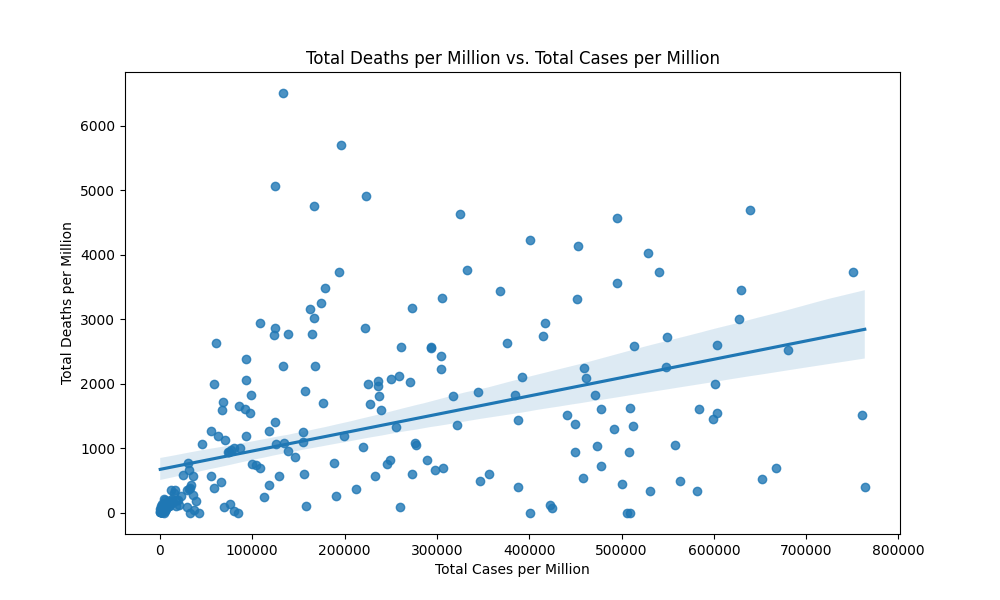 Total Deaths per Million vs. Total Cases per Million
Total Deaths per Million
6000
5000
4000
3000
2000
1000
0
0 100000 200000 300000 400000 500000 600000 700000 800000
Total Cases per Million